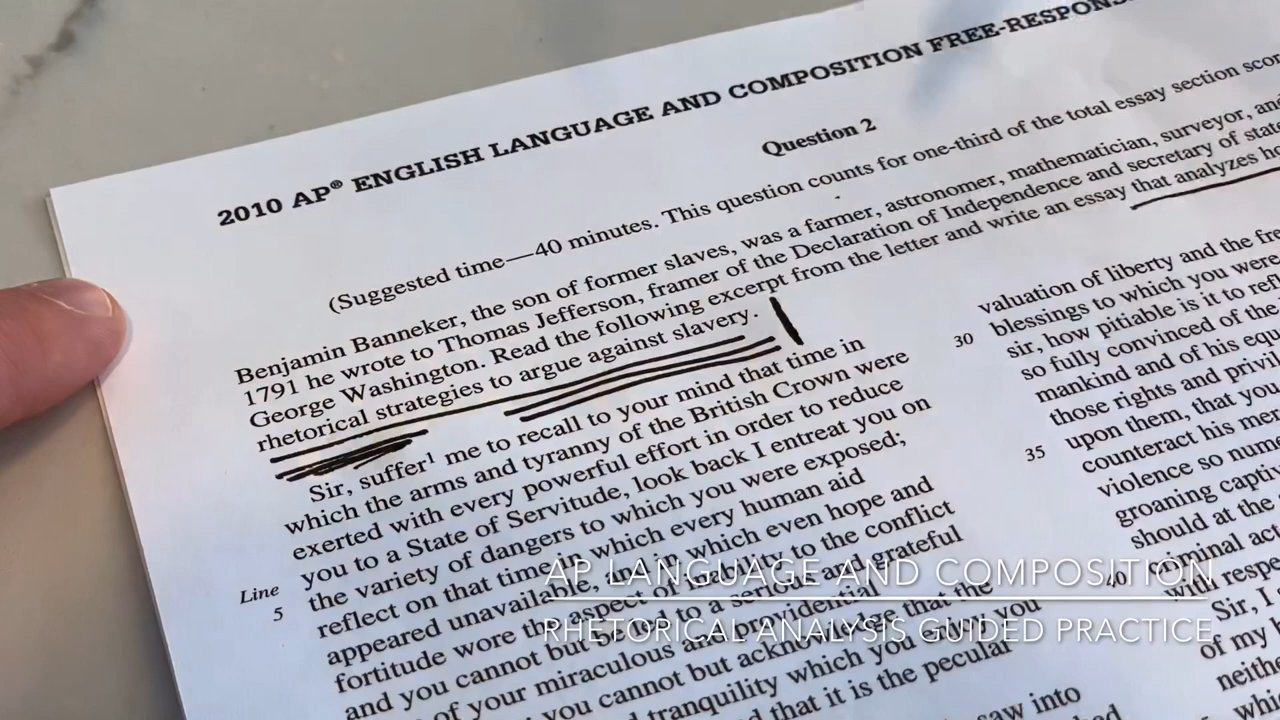 2010 AP® ENGLISH LANGUAGE AND COMPOSITION FREE-RESPON
Question 2
(Suggested time—40 minutes. This question counts for one-third of the total essay section scor
Benjamin Banneker, the son of former slaves, was a farmer, astronomer, mathematician, surveyor, an
1791 he wrote to Thomas Jefferson, framer of the Declaration of Independence and secretary of stat
George Washington. Read the following excerpt from the letter and write an essay that analyzes ho
rhetorical strategies to argue against slavery.
Sir, suffer¹ me to recall to your mind that time in
which the arms and tyranny of the British Crown were
exerted with every powerful effort in order to reduce
you to a State of Servitude, look back I entreat you on
Line
the variety of dangers to which you were exposed;
5
reflect on that time in which every human aid
appeared unavailable, and in which even hope and
fortitude wore the aspect of inability to the conflict
and you cannot but be led to a serious and grateful
of your miraculous and providential
you cannot but acknowledge that the
tranquility which you
that it is the peculiar
saw into
valuation of liberty and the fre
30
blessings to which you were
sir, how pitiable is it to refl
so fully convinced of the
mankind and of his equ
those rights and privil
35
upon them, that you
counteract his mer
violence so nume
groaning captiv
should at the
40
criminal act
with respe
Sir, I
of my
neithe
whic
AP LANGUAGE AND COMPOSITION
RHETORICAL ANALYSIS GUIDED PRACTICE